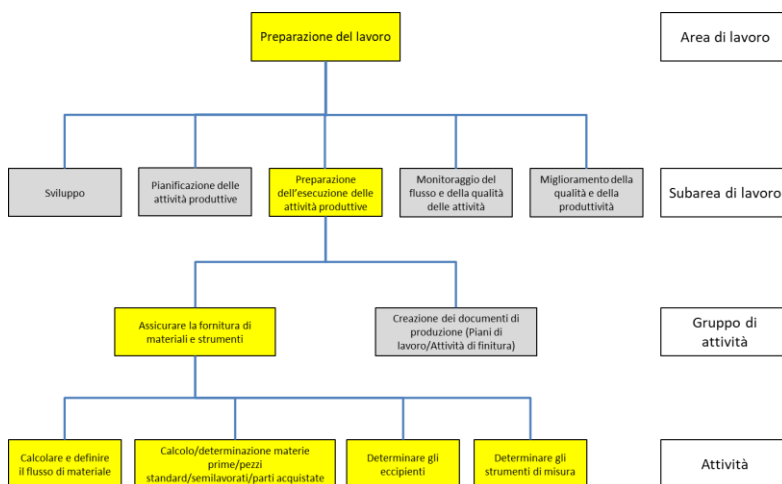 Preparazione del lavoro
Area di lavoro
Sviluppo
Pianificazione delle
attività produttive
Preparazione
dell'esecuzione delle
attività produttive
Monitoraggio del
flusso e della qualità
delle attività
Miglioramento della
qualità e della
produttività
Subarea di lavoro
Assicurare la fornitura di
materiali e strumenti
Creazione dei documenti di
produzione (Piani di
lavoro/Attività di finitura)
Gruppo di
attività
Calcolare e definire
il flusso di materiale
Calcolo/determinazione materie
prime/pezzi
standard/semilavorati/parti acquistate
Determinare gli
eccipienti
Determinare gli
strumenti di misura
Attività